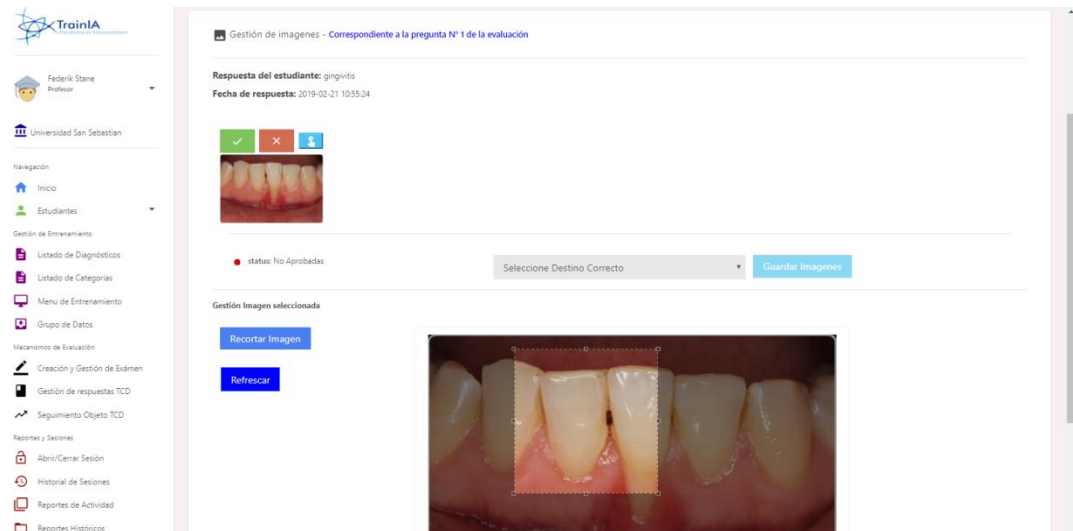 TrainIA
Federik Stane
Profesor
Universidad San Sebastian
Navegación
Inicio
Estudiantes
Gestión de Entrenamiento
Listado de Diagnósticos
Listado de Categorías
Menu de Entrenamiento
Grupo de Datos
Mecanismos de Evaluación
Creación y Gestión de Exámen
Gestión de respuestas TCD
Seguimiento Objeto TCD
Reportes y Sesiones
Abrir/Cerrar Sesión
Historial de Sesiones
Reportes de Actividad
Reportes Históricos
Gestión de imagenes - Correspondiente a la pregunta N° 1 de la evaluación
Respuesta del estudiante: gingivitis
Fecha de respuesta: 2019-02-21 10:55:24
status: No Aprobadas
Seleccione Destino Correcto
Guardar Imagenes
Gestión Imagen seleccionada
Recortar Imagen
Refrescar